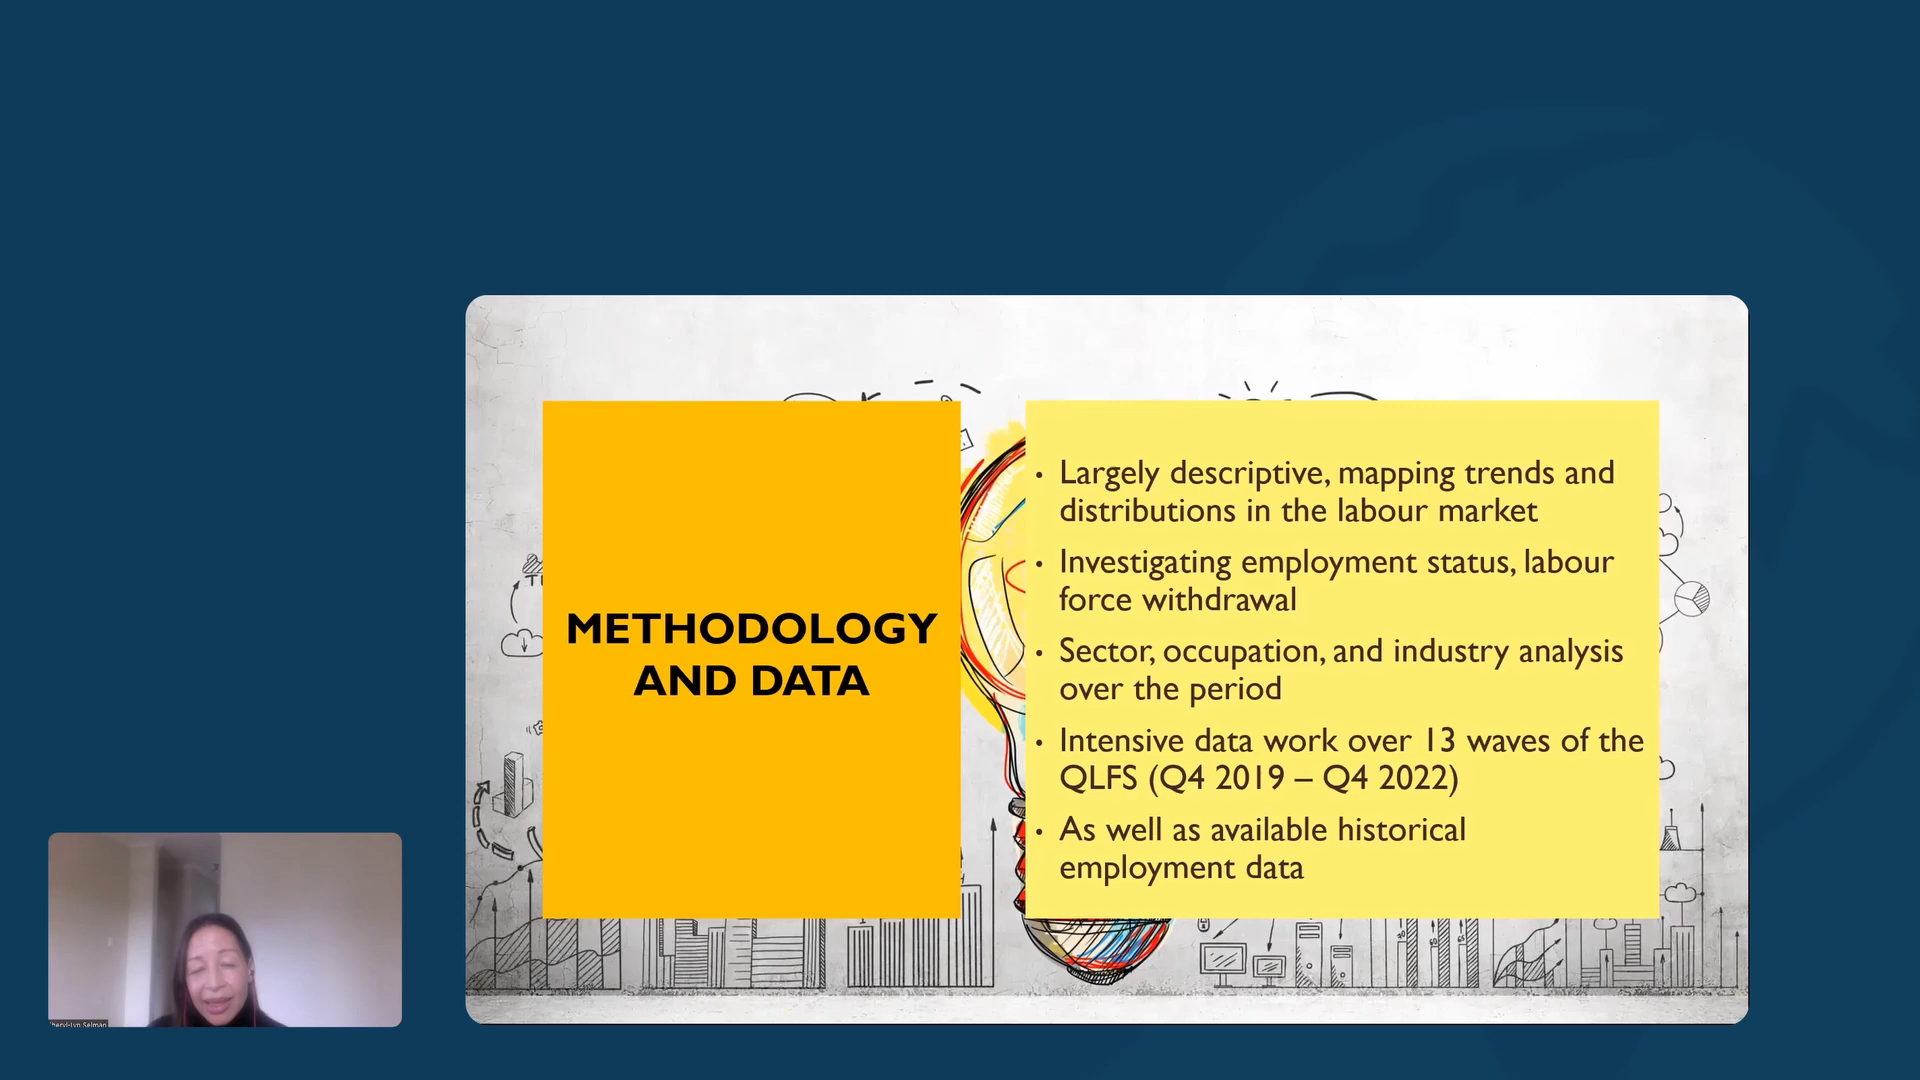 METHODOLOGY
AND DATA
• Largely descriptive, mapping trends and
distributions in the labour market
• Investigating employment status, labour
force withdrawal
• Sector, occupation, and industry analysis
over the period
• Intensive data work over 13 waves of the
QLFS (Q4 2019 – Q4 2022)
• As well as available historical
employment data
Selman